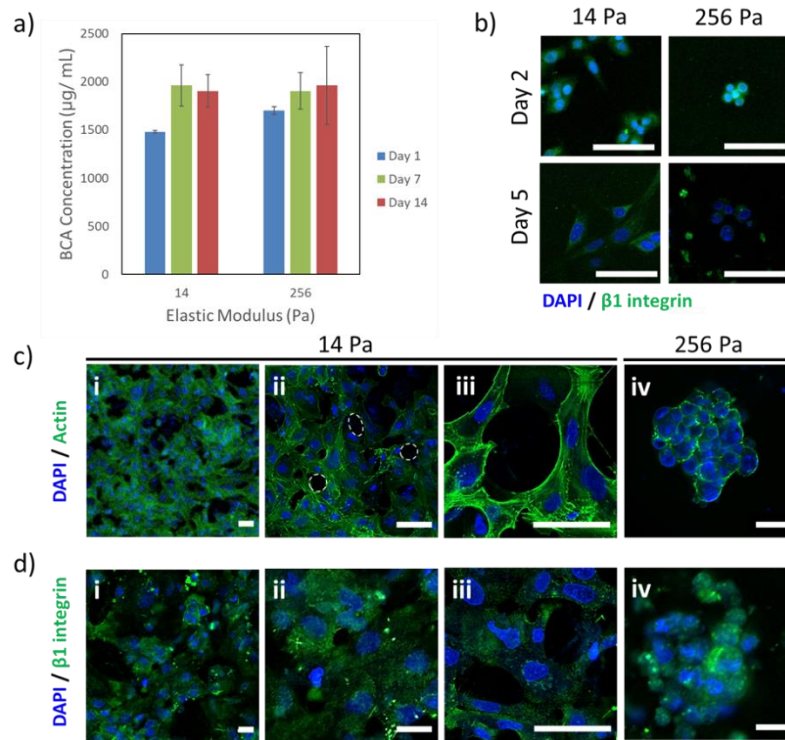 a)
2500
2000
1500
1000
500
0
BCA Concentration (µg/ mL)
14
256
Elastic Modulus (Pa)
Day 1
Day 7
Day 14
b)
14 Pa
256 Pa
Day 2
Day 5
DAPI / β1 integrin
c)
14 Pa
256 Pa
DAPI / Actin
i
ii
iii
iv
d)
DAPI / β1 integrin
i
ii
iii
iv